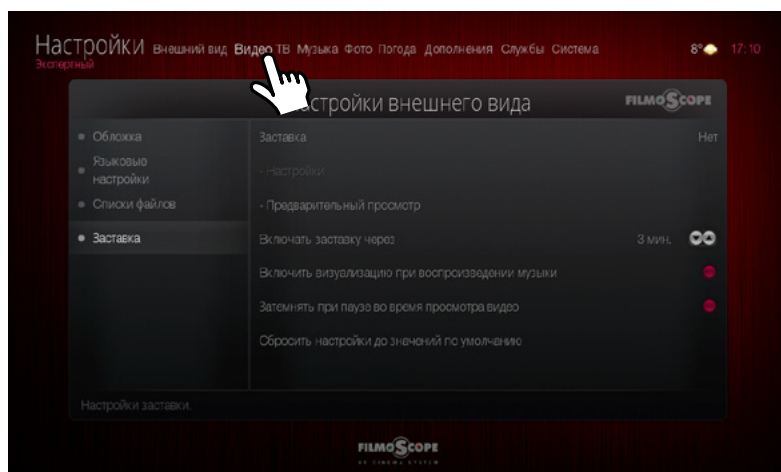 Настройки Внешний вид Видео ТВ Музыка Фото Погода Дополнения Службы Система 8° 17:10
Экспертный
стройки внешнего вида FILMOSCOPE
Обложка
Языковые
настройки
Списки файлов
Заставка
Заставка Нет
- Настройки
- Предварительный просмотр
Включать заставку через 3 мин.
Включить визуализацию при воспроизведении музыки
Затемнять при паузе во время просмотра видео
Сбросить настройки до значений по умолчанию
Настройки заставки.
FILMOSCOPE